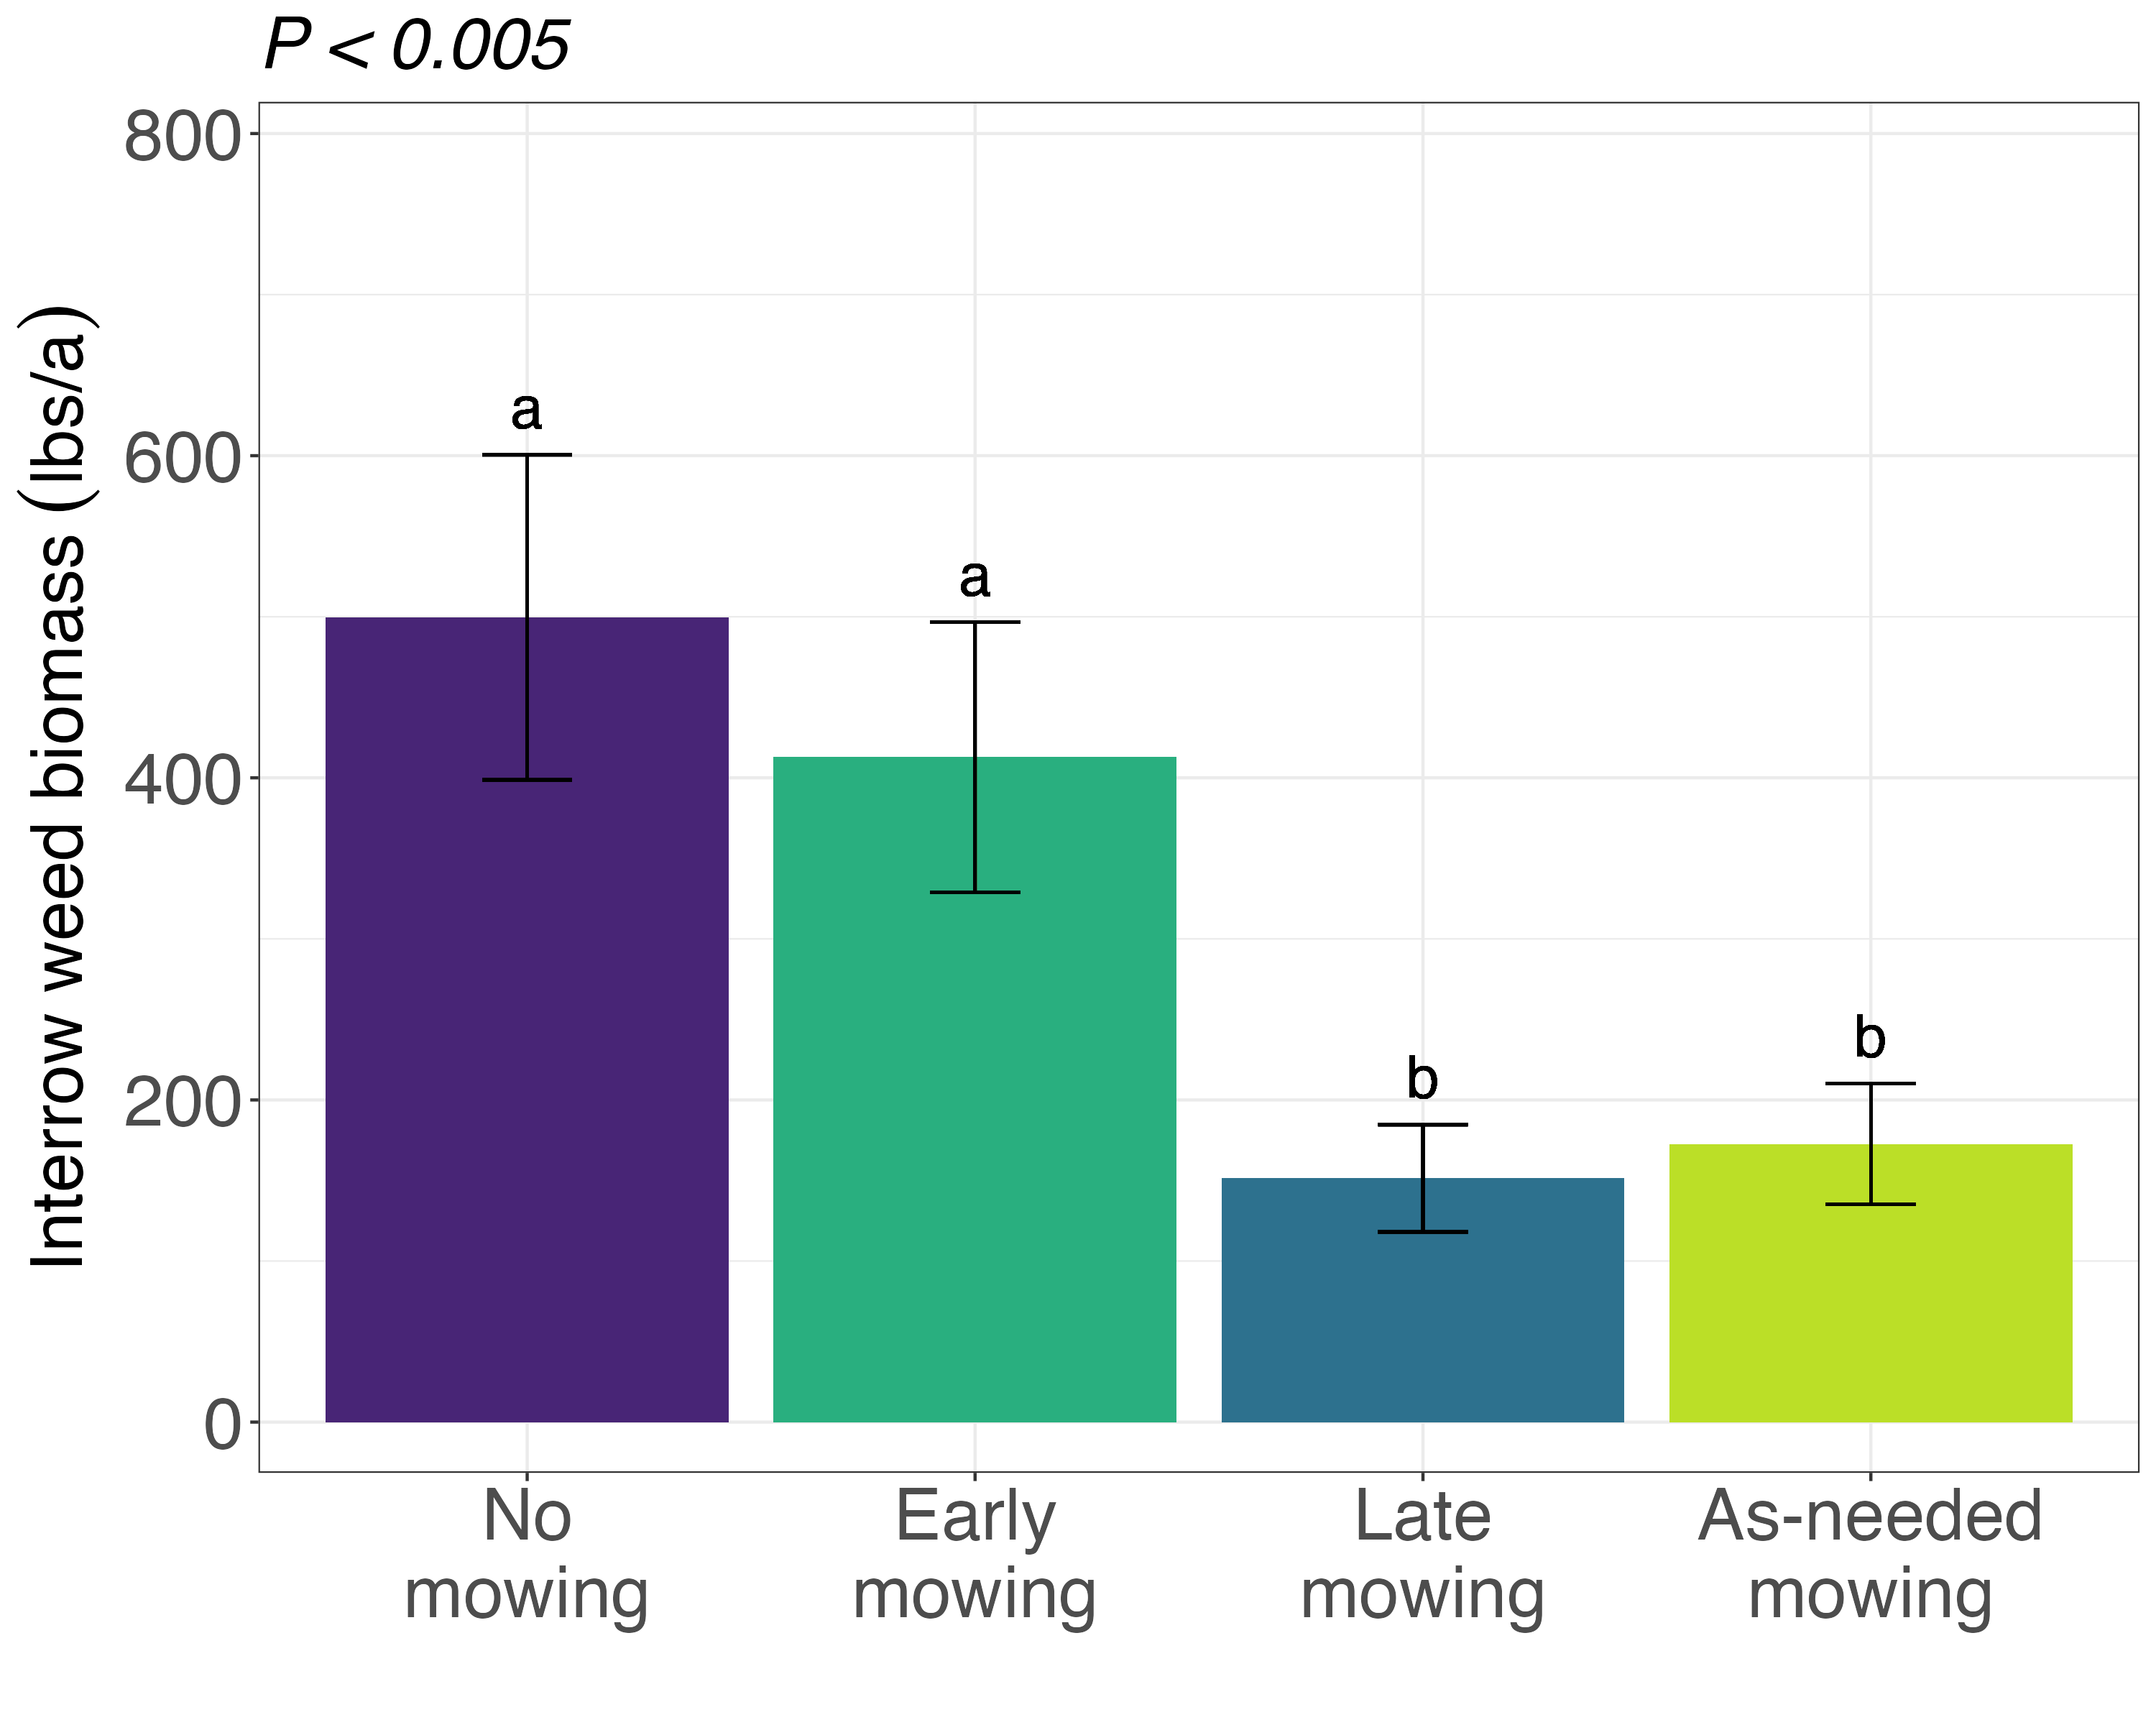 P < 0.005
Interrow weed biomass (lbs/a)
800
600
400
200
0
a
a
b
b
No
mowing
Early
mowing
Late
mowing
As-needed
mowing